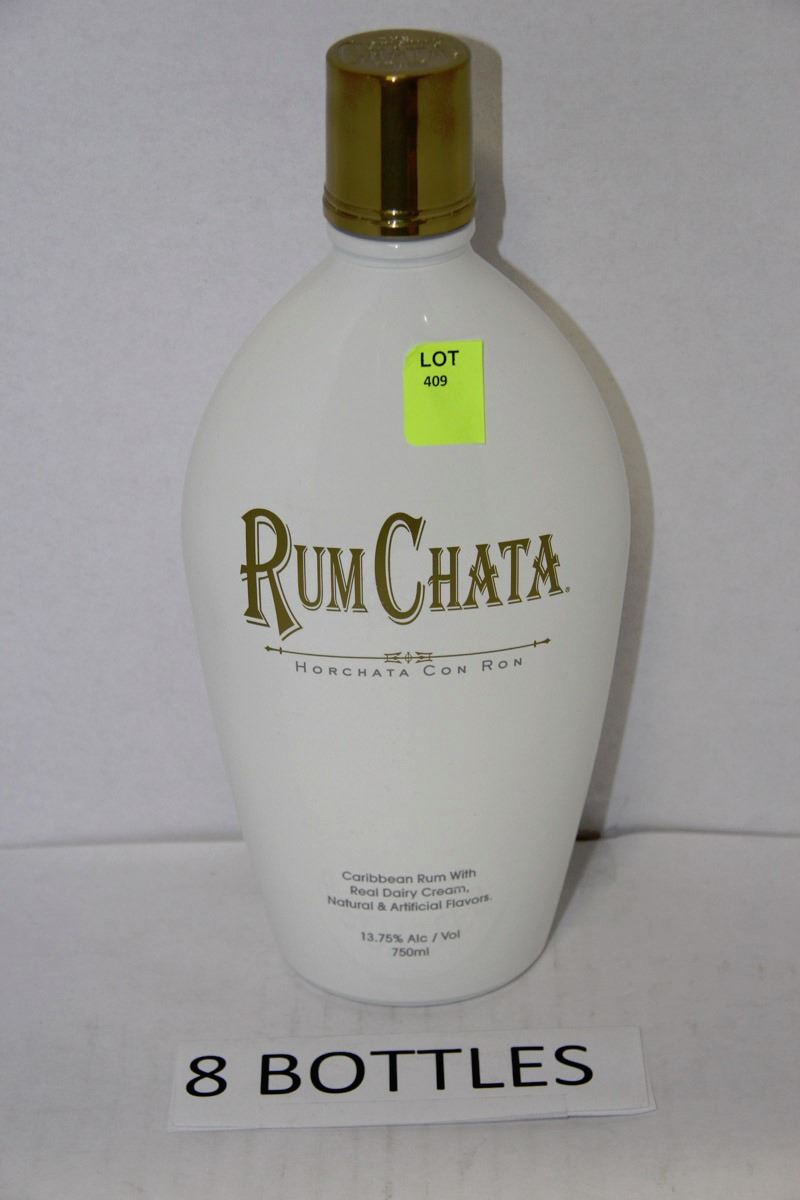 LOT
409
RUMCHATA®
HORCHATA CON RON
Caribbean Rum With
Real Dairy Cream,
Natural & Artificial Flavors.
13.75% Alc / Vol
750ml
8 BOTTLES